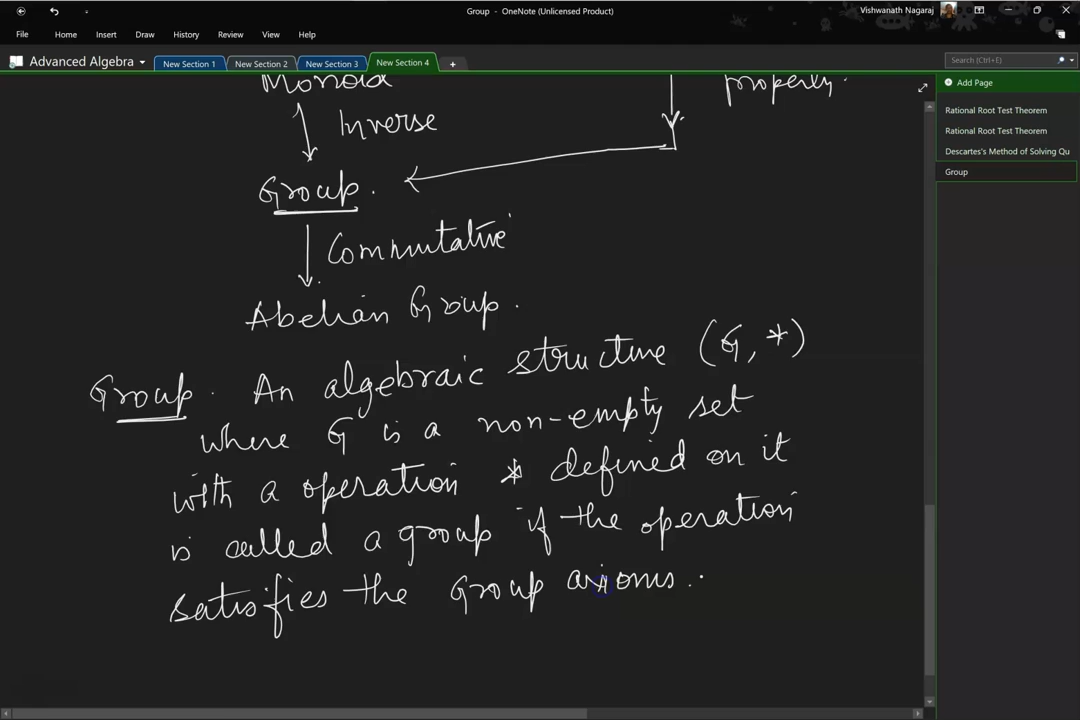 Group - OneNote (Unlicensed Product)
Vishwanath Nagaraj
File Home Insert Draw History Review View Help
Advanced Algebra
New Section 1 New Section 2 New Section 3 New Section 4 +
Search (Ctrl+E)
Add Page
Rational Root Test Theorem
Rational Root Test Theorem
Descartes's Method of Solving Qu
Group
Monoid
property.
Inverse
Group.
Commutative
Abelian Group.
Group. An algebraic structure (G, *)
where G is a non-empty set
with a operation * defined on it
is called a group if the operation
satisfies the Group axioms.